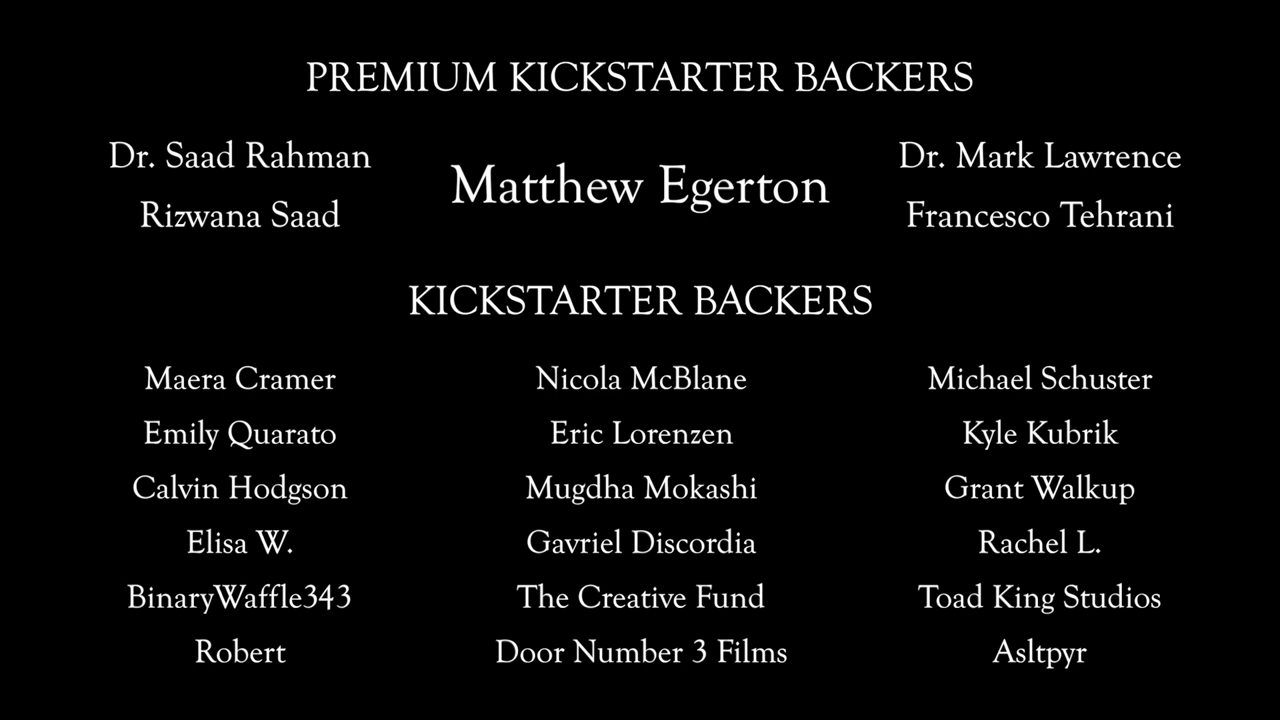 PREMIUM KICKSTARTER BACKERS
Dr. Saad Rahman
Rizwana Saad
Matthew Egerton
Dr. Mark Lawrence
Francesco Tehrani
KICKSTARTER BACKERS
Maera Cramer
Nicola McBlane
Michael Schuster
Emily Quarato
Eric Lorenzen
Kyle Kubrik
Calvin Hodgson
Mugdha Mokashi
Grant Walkup
Elisa W.
Gavriel Discordia
Rachel L.
BinaryWaffle343
The Creative Fund
Toad King Studios
Robert
Door Number 3 Films
Asltpyr